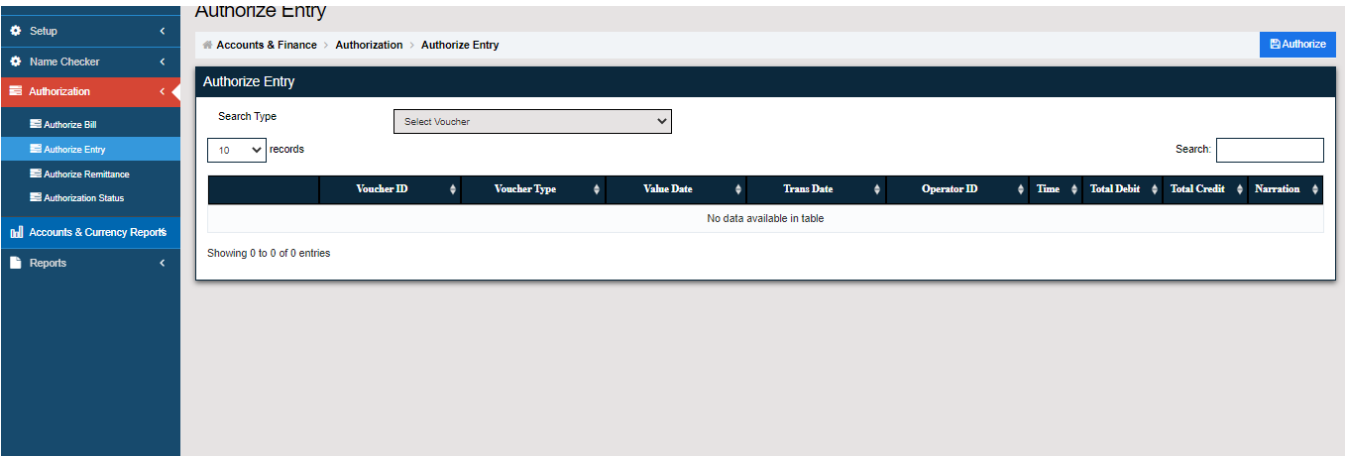 Authorize Entry
Setup
Name Checker
Authorization
Authorize Bill
Authorize Entry
Authorize Remittance
Authorization Status
Accounts & Currency Reports
Reports
Accounts & Finance > Authorization > Authorize Entry
Authorize
Authorize Entry
Search Type
Select Voucher
10 records
Search:
Voucher ID Voucher Type Value Date Trans Date Operator ID Time Total Debit Total Credit Narration
No data available in table
Showing 0 to 0 of 0 entries